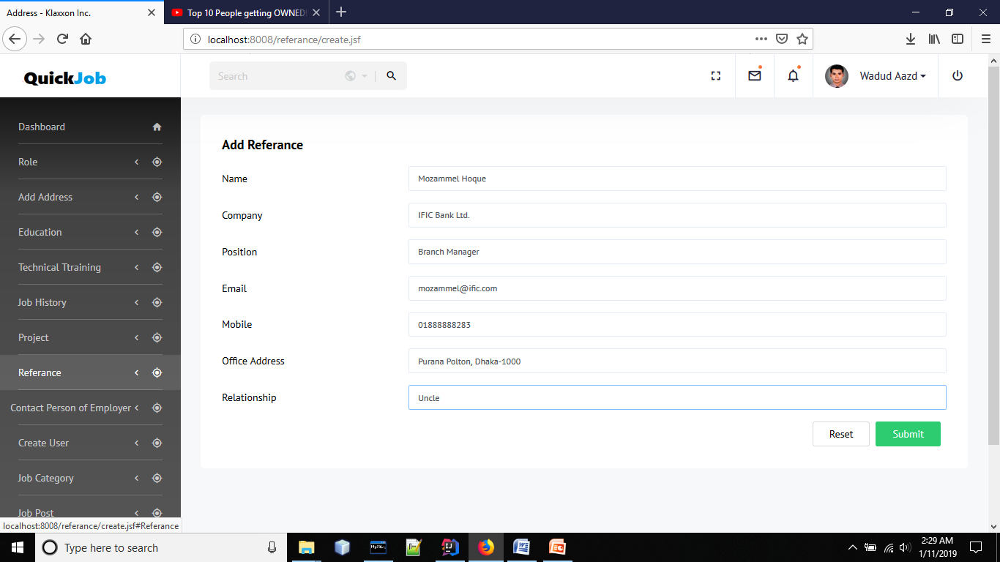 Address - Klaxxon Inc.
Top 10 People getting OWNED!
localhost:8008/referance/create.jsf
QuickJob
Search
Wadud Aazd
Dashboard
Role
Add Address
Education
Technical Ttraining
Job History
Project
Referance
Contact Person of Employer
Create User
Job Category
Job Post
localhost:8008/referance/create.jsf#Referance
Add Referance
Name
Mozammel Hoque
Company
IFIC Bank Ltd.
Position
Branch Manager
Email
mozammel@ific.com
Mobile
01888888283
Office Address
Purana Polton, Dhaka-1000
Relationship
Uncle
Reset
Submit
Type here to search
2:29 AM
1/11/2019